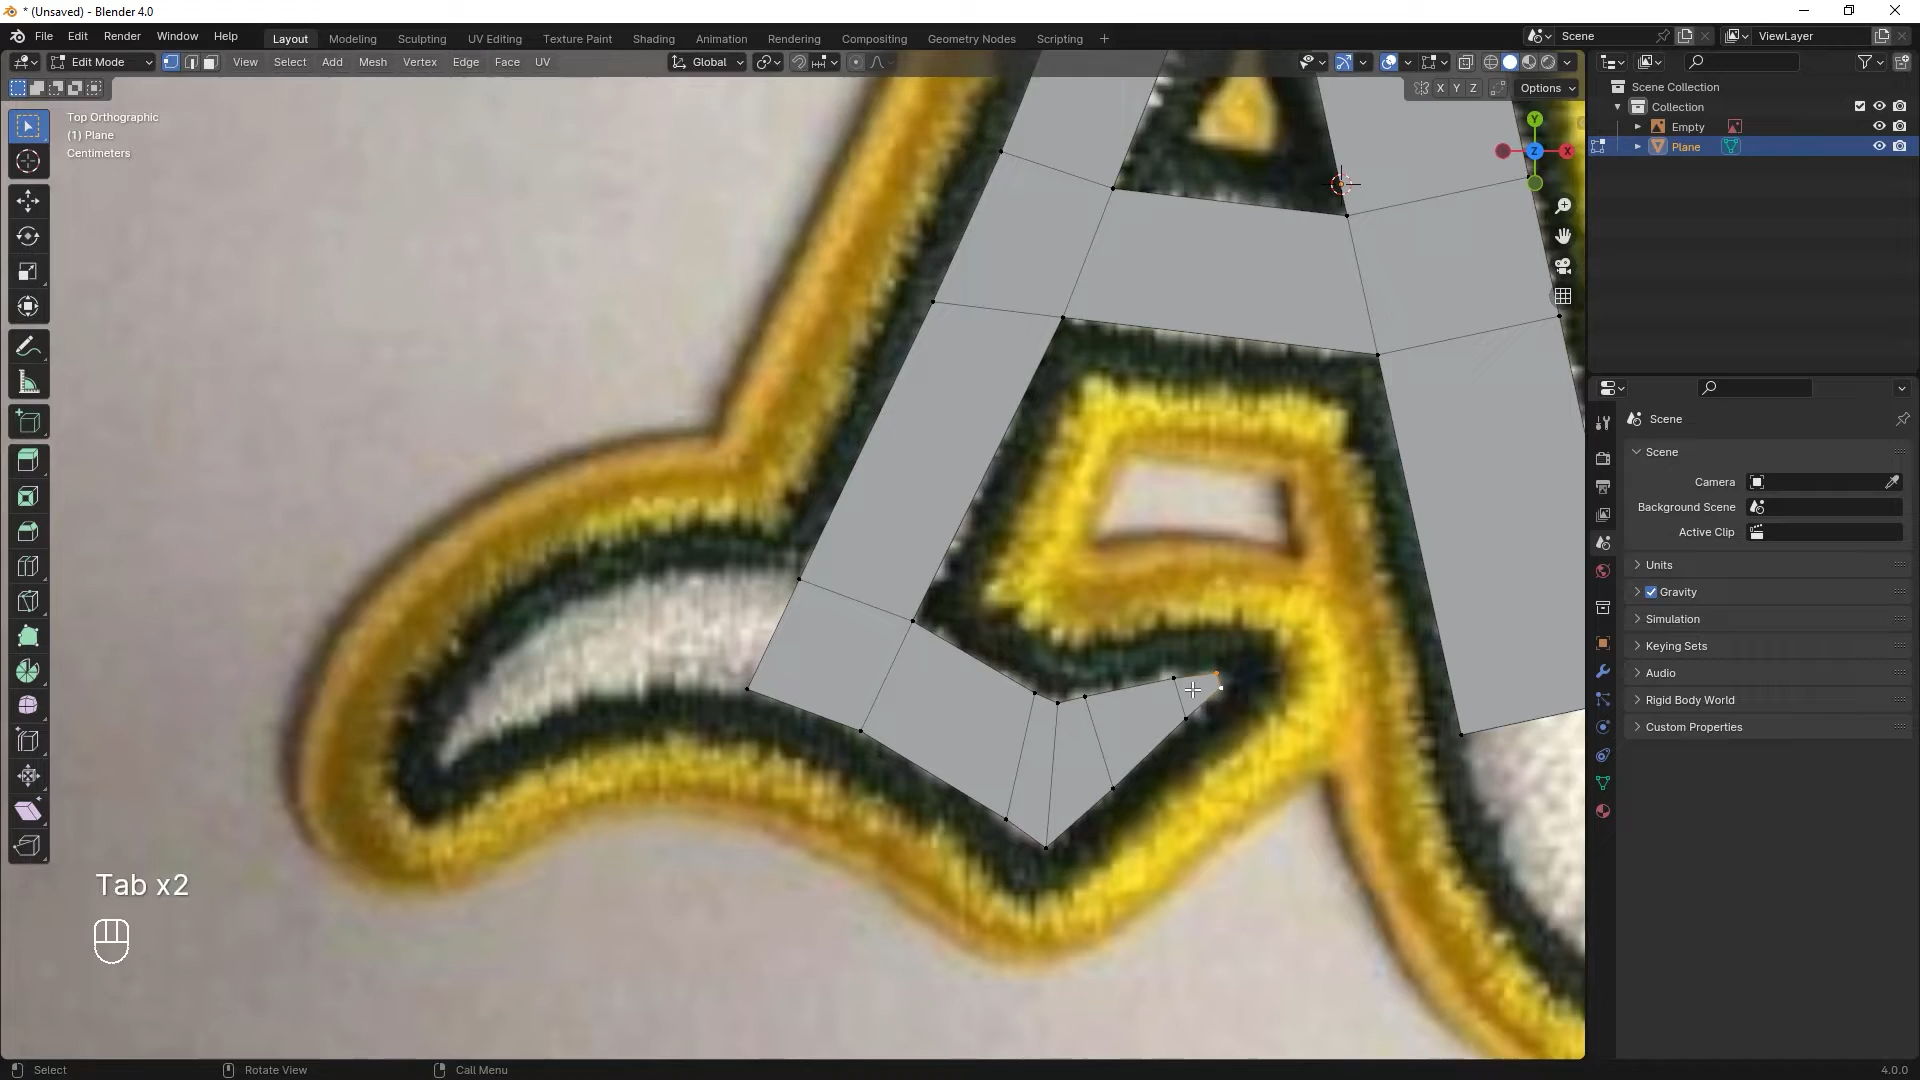 * (Unsaved) - Blender 4.0
File Edit Render Window Help
Layout Modeling Sculpting UV Editing Texture Paint Shading Animation Rendering Compositing Geometry Nodes Scripting +
Scene
ViewLayer
Edit Mode
View Select Add Mesh Vertex Edge Face UV
Global
X Y Z
Options
Top Orthographic
(1) Plane
Centimeters
Y
Z
X
Scene Collection
Collection
Empty
Plane
Scene
Scene
Camera
Background Scene
Active Clip
Units
Gravity
Simulation
Keying Sets
Audio
Rigid Body World
Custom Properties
Tab x2
Select
Rotate View
Call Menu
4.0.0